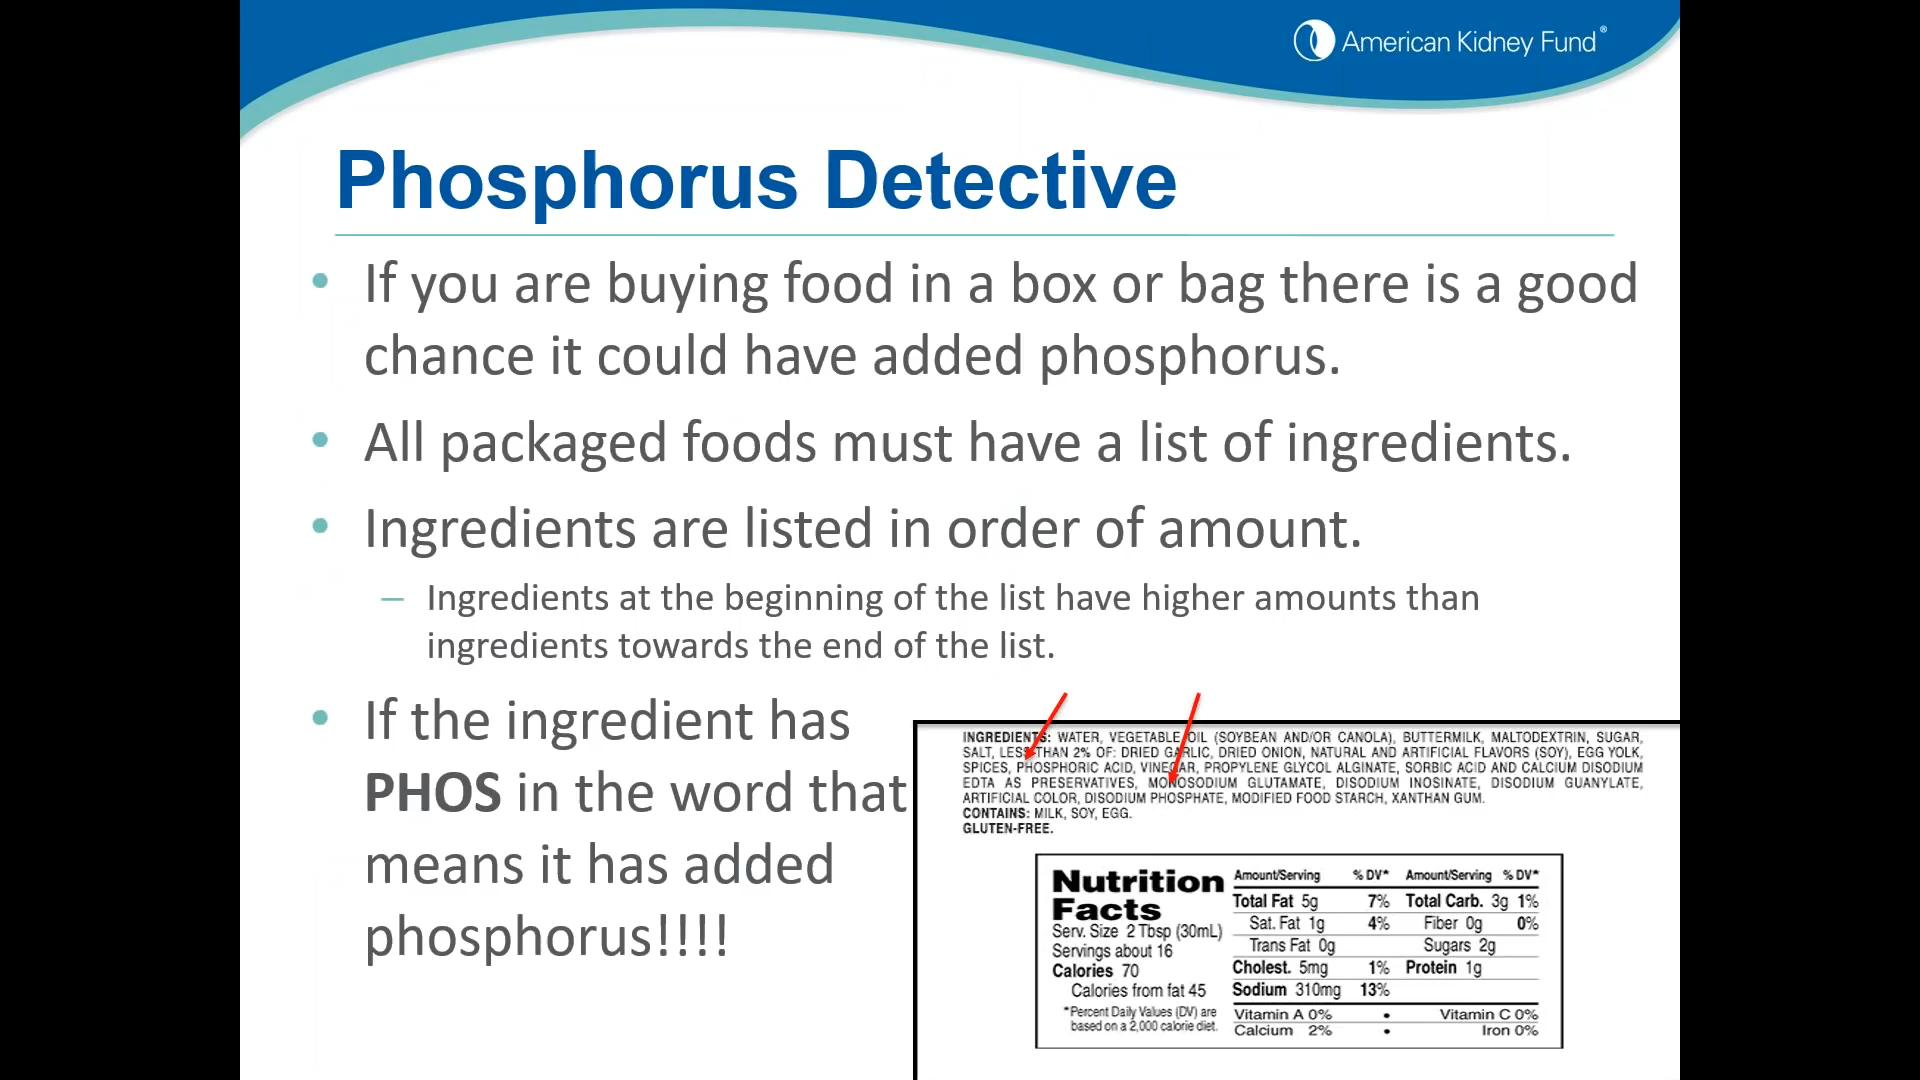 American Kidney Fund®
Phosphorus Detective
• If you are buying food in a box or bag there is a good
chance it could have added phosphorus.
• All packaged foods must have a list of ingredients.
• Ingredients are listed in order of amount.
– Ingredients at the beginning of the list have higher amounts than
ingredients towards the end of the list.
• If the ingredient has
PHOS in the word that
means it has added
phosphorus!!!!
INGREDIENTS: WATER, VEGETABLE OIL (SOYBEAN AND/OR CANOLA), BUTTERMILK, MALTODEXTRIN, SUGAR,
SALT, LESS THAN 2% OF: DRIED GARLIC, DRIED ONION, NATURAL AND ARTIFICIAL FLAVORS (SOY), EGG YOLK,
SPICES, PHOSPHORIC ACID, VINEGAR, PROPYLENE GLYCOL ALGINATE, SORBIC ACID AND CALCIUM DISODIUM
EDTA AS PRESERVATIVES, MONOSODIUM GLUTAMATE, DISODIUM INOSINATE, DISODIUM GUANYLATE,
ARTIFICIAL COLOR, DISODIUM PHOSPHATE, MODIFIED FOOD STARCH, XANTHAN GUM.
CONTAINS: MILK, SOY, EGG.
GLUTEN-FREE.
Nutrition
Facts
Serv. Size 2 Tbsp (30mL)
Servings about 16
Calories 70
Calories from fat 45
*Percent Daily Values (DV) are
based on a 2,000 calorie diet.
Amount/Serving %DV* Amount/Serving %DV*
Total Fat 5g 7% Total Carb. 3g 1%
Sat. Fat 1g 4% Fiber 0g 0%
Trans Fat 0g Sugars 2g
Cholest. 5mg 1% Protein 1g
Sodium 310mg 13%
Vitamin A 0% • Vitamin C 0%
Calcium 2% • Iron 0%